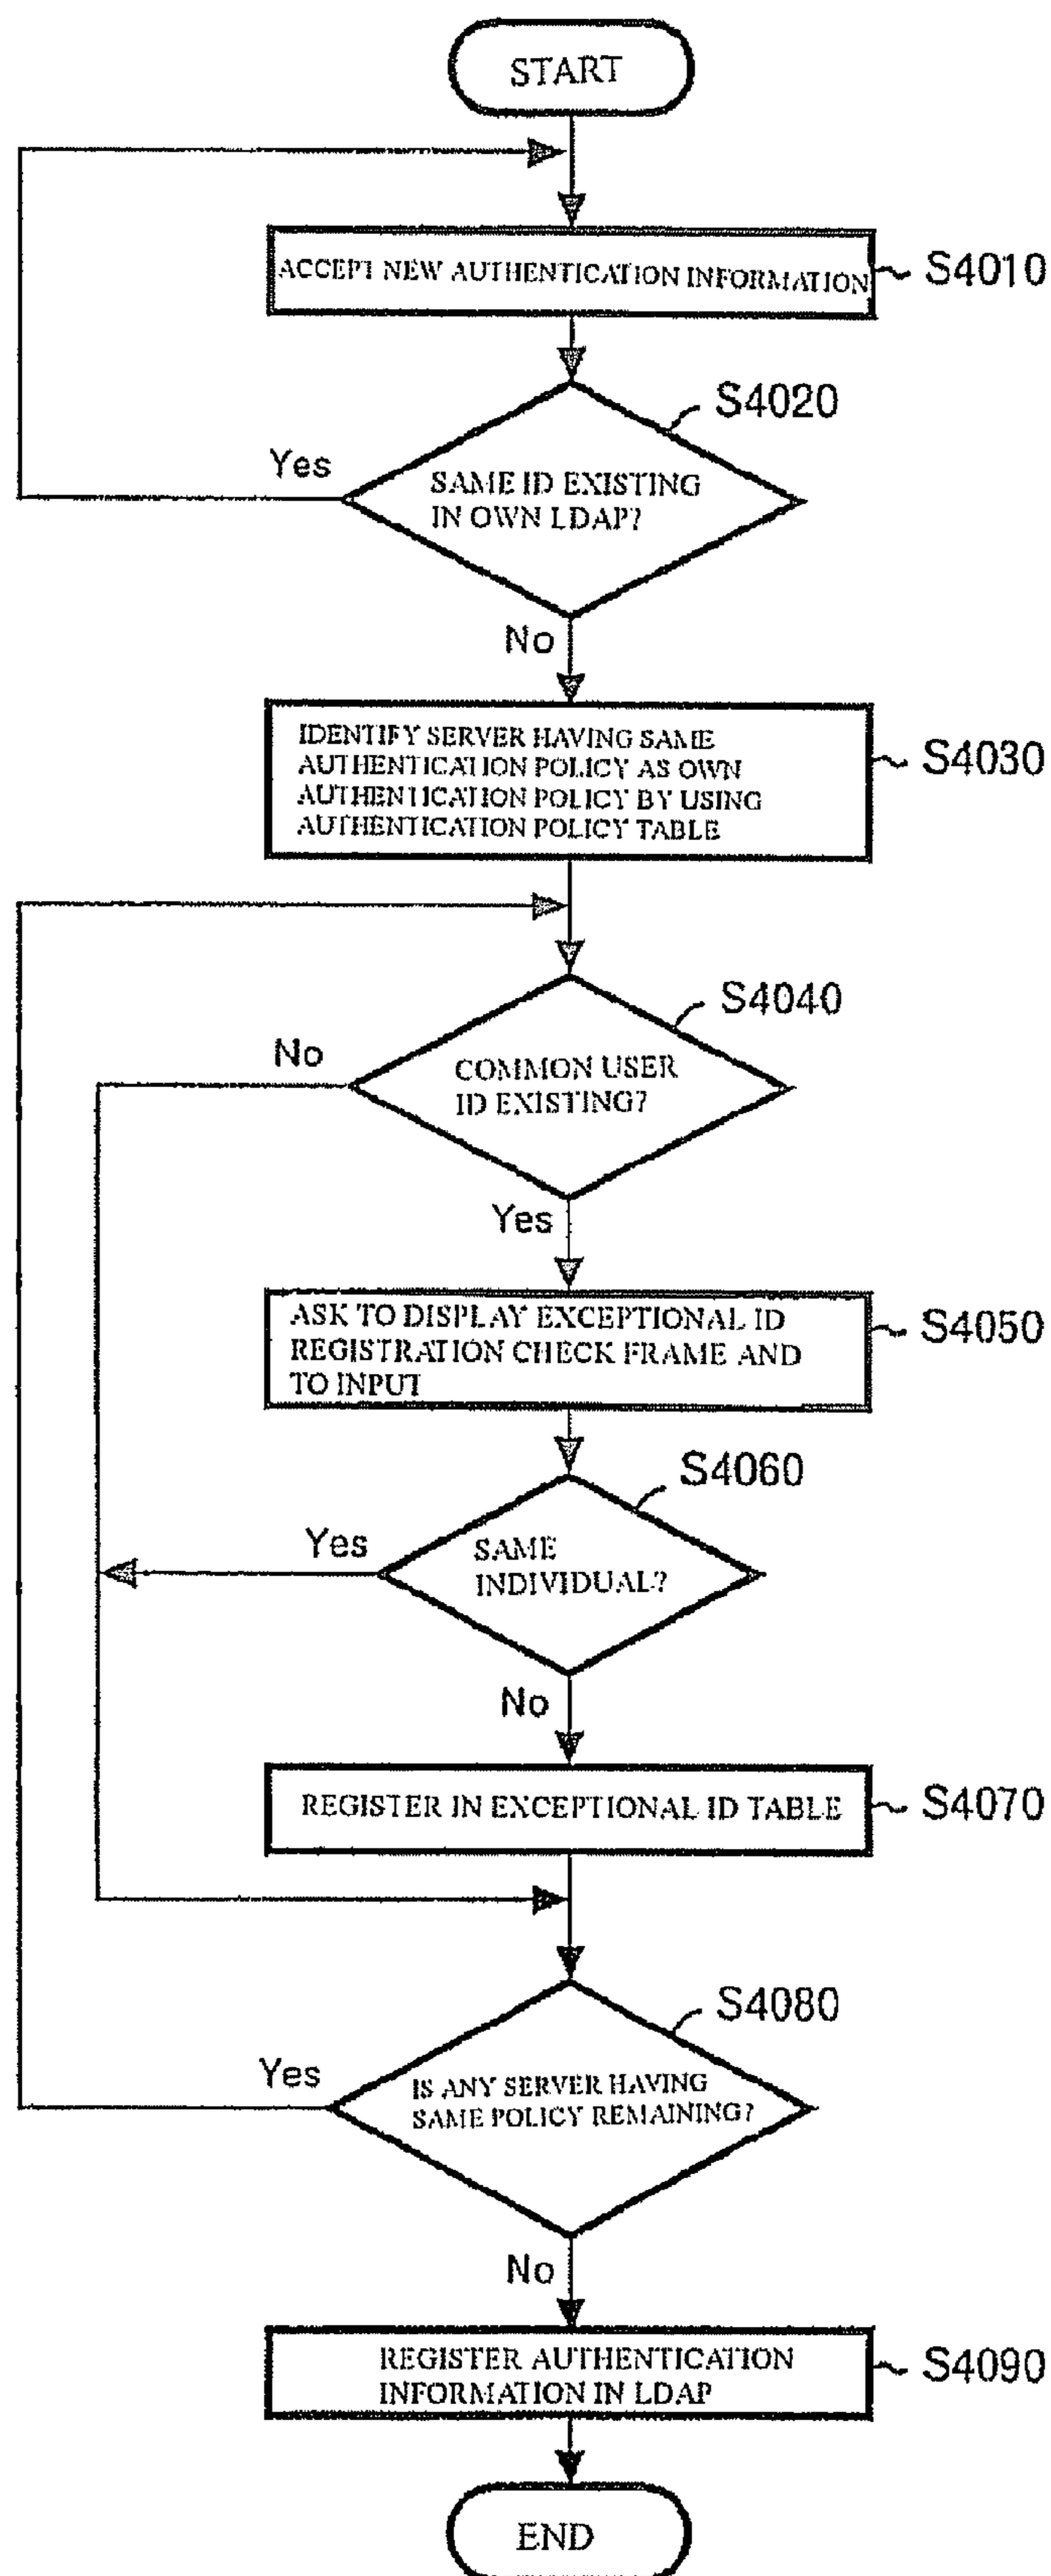 START
ACCEPT NEW AUTHENTICATION INFORMATION
S4010
S4020
Yes
SAME ID EXISTING
IN OWN LDAP?
No
IDENTIFY SERVER HAVING SAME
AUTHENTICATION POLICY AS OWN
AUTHENTICATION POLICY BY USING
AUTHENTICATION POLICY TABLE
S4030
S4040
No
COMMON USER
ID EXISTING?
Yes
ASK TO DISPLAY EXCEPTIONAL ID
REGISTRATION CHECK FRAME AND
TO INPUT
S4050
S4060
Yes
SAME
INDIVIDUAL?
No
REGISTER IN EXCEPTIONAL ID TABLE
S4070
S4080
Yes
IS ANY SERVER HAVING
SAME POLICY REMAINING?
No
REGISTER AUTHENTICATION
INFORMATION IN LDAP
S4090
END